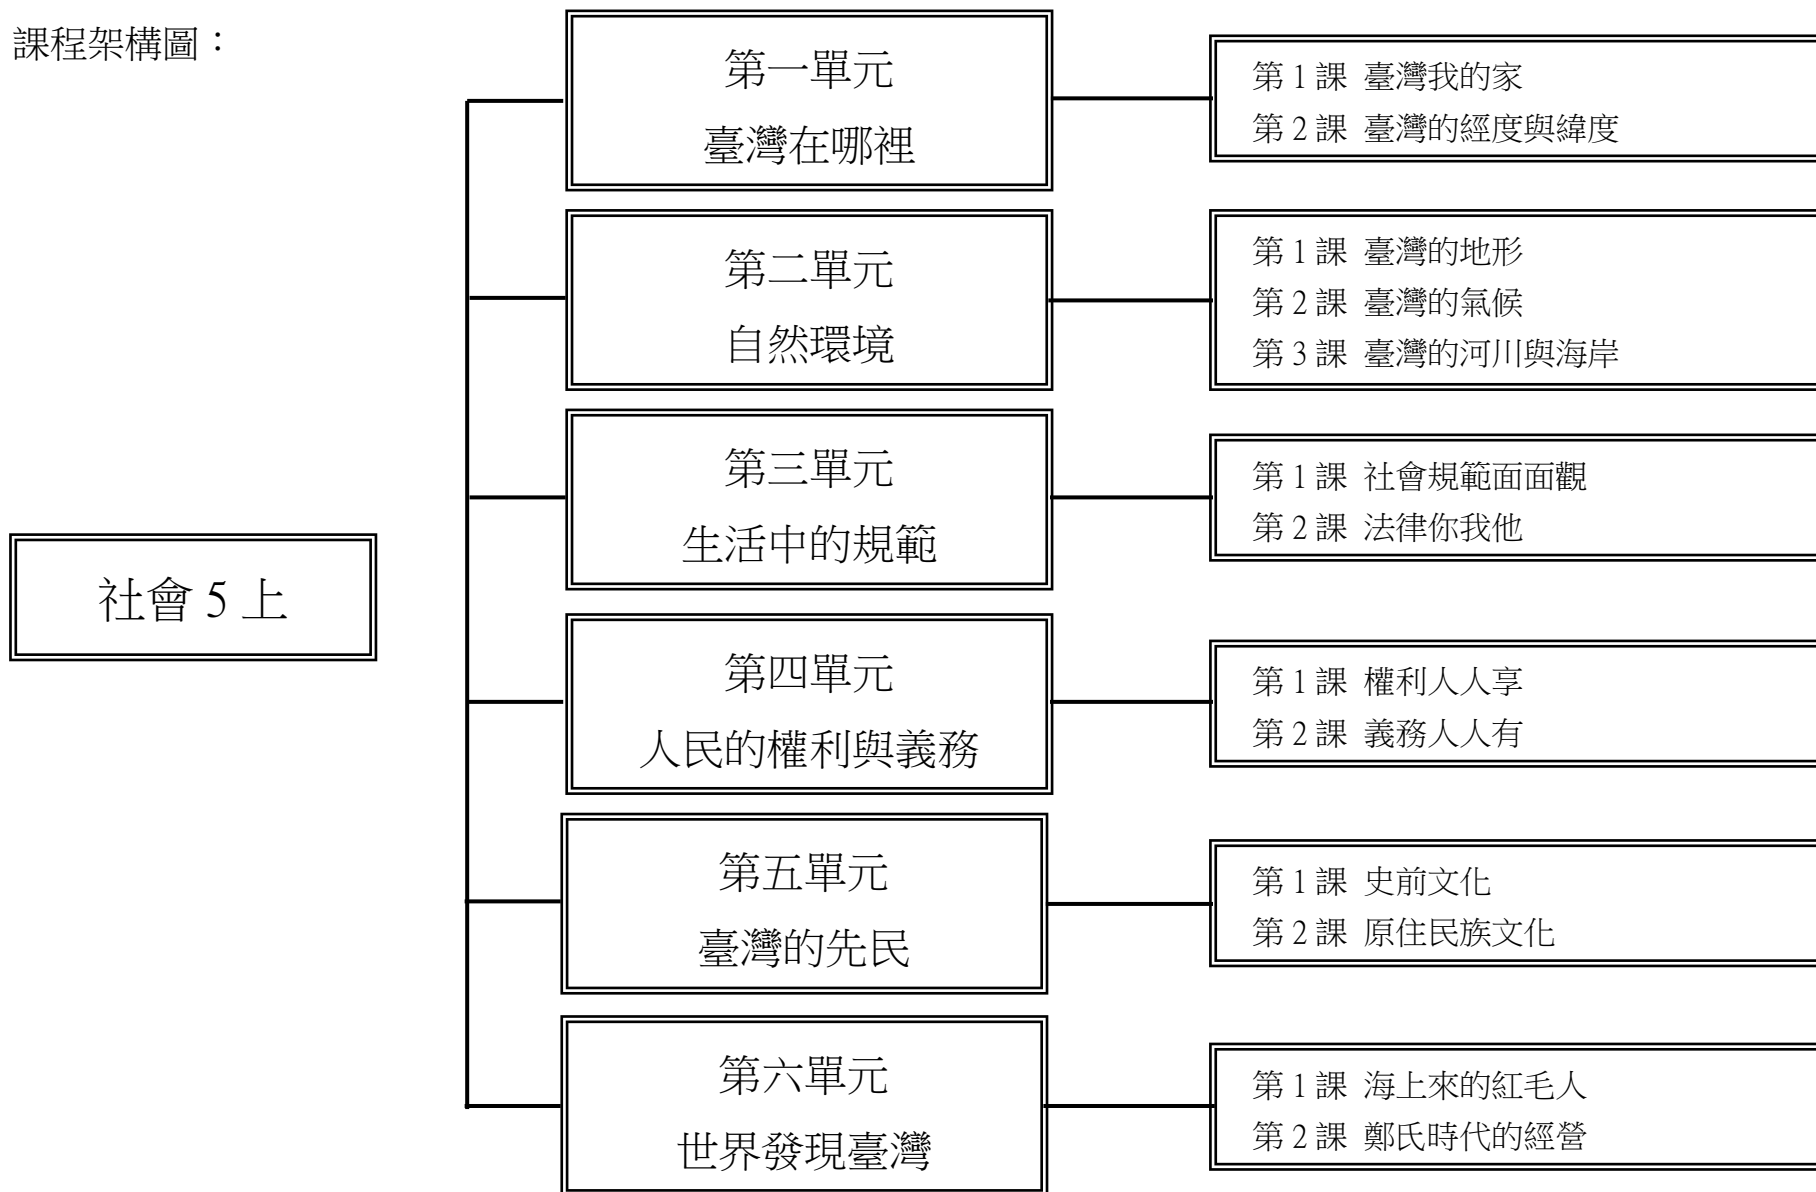 課程架構圖：
社會 5 上
第一單元
臺灣在哪裡
第 1 課 臺灣我的家
第 2 課 臺灣的經度與緯度
第二單元
自然環境
第 1 課 臺灣的地形
第 2 課 臺灣的氣候
第 3 課 臺灣的河川與海岸
第三單元
生活中的規範
第 1 課 社會規範面面觀
第 2 課 法律你我他
第四單元
人民的權利與義務
第 1 課 權利人人享
第 2 課 義務人人有
第五單元
臺灣的先民
第 1 課 史前文化
第 2 課 原住民族文化
第六單元
世界發現臺灣
第 1 課 海上來的紅毛人
第 2 課 鄭氏時代的經營